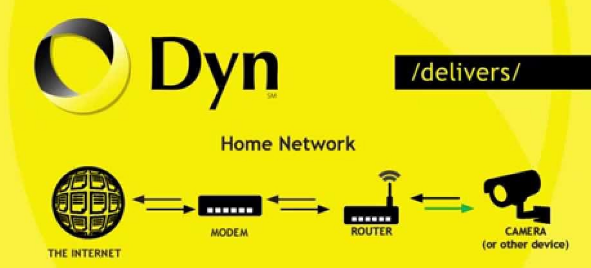 Dyn
SM
/delivers/
Home Network
THE INTERNET
MODEM
ROUTER
CAMERA
(or other device)